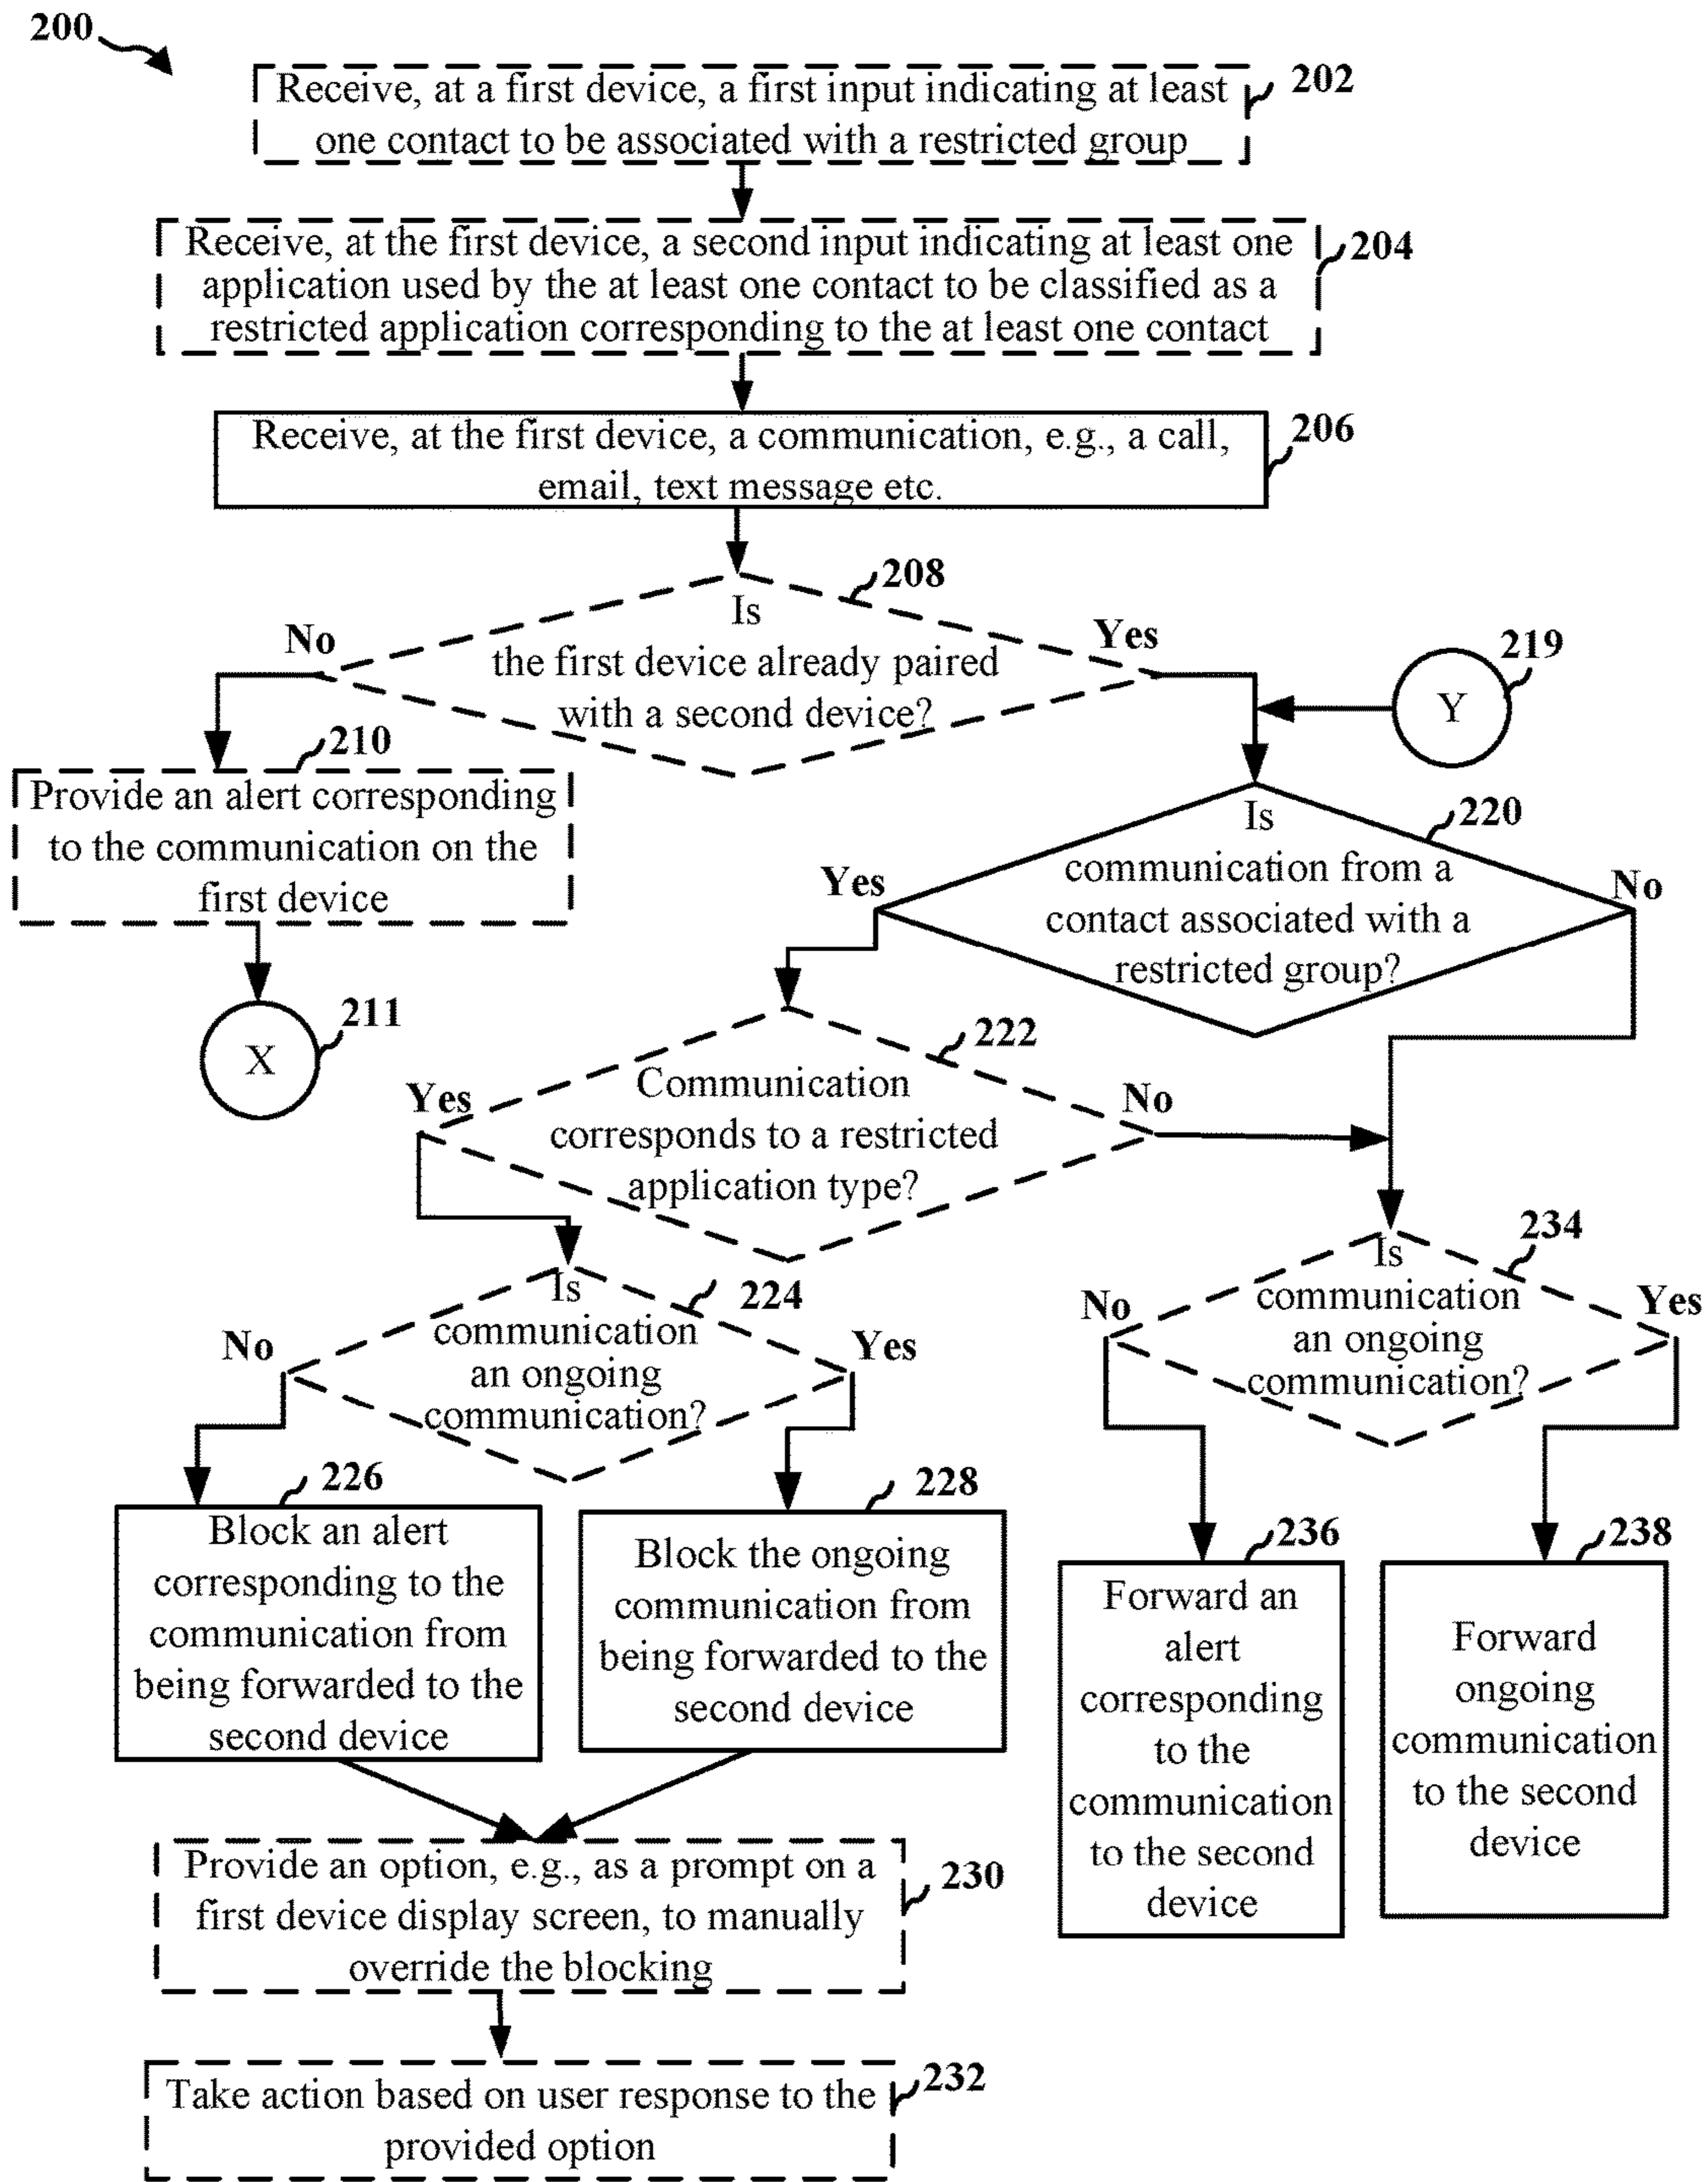 200
Receive, at a first device, a first input indicating at least
one contact to be associated with a restricted group
202
Receive, at the first device, a second input indicating at least one
application used by the at least one contact to be classified as a
restricted application corresponding to the at least one contact
204
Receive, at the first device, a communication, e.g., a call,
email, text message etc.
206
208
Is
the first device already paired
with a second device?
No
Yes
219
Y
210
Provide an alert corresponding
to the communication on the
first device
211
X
220
Is
communication from a
contact associated with a
restricted group?
Yes
No
222
Communication
corresponds to a restricted
application type?
Yes
No
224
Is
communication
an ongoing
communication?
No
Yes
234
Is
communication
an ongoing
communication?
No
Yes
226
Block an alert
corresponding to the
communication from
being forwarded to the
second device
228
Block the ongoing
communication from
being forwarded to the
second device
236
Forward an
alert
corresponding
to the
communication
to the second
device
238
Forward
ongoing
communication
to the second
device
Provide an option, e.g., as a prompt on a
first device display screen, to manually
override the blocking
230
Take action based on user response to the
provided option
232